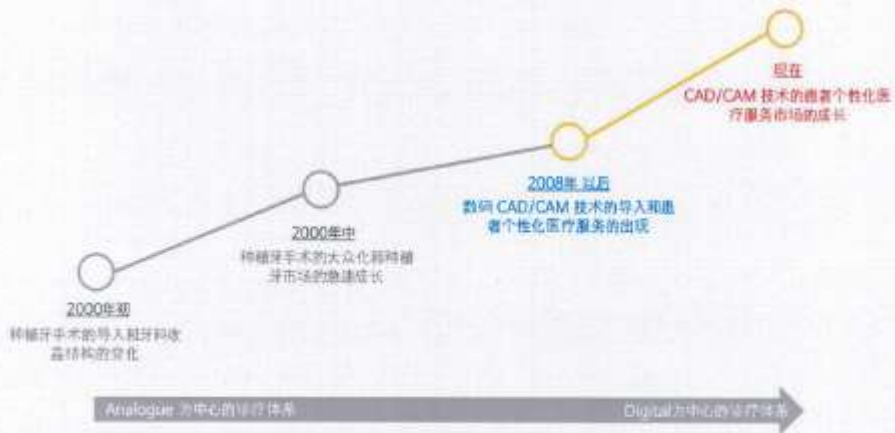 现在
CAD/CAM 技术的患者个性化医
疗服务市场的成长
2008年 以后
数码 CAD/CAM 技术的导入和患
者个性化医疗服务的出现
2000年中
种植牙手术的大众化和种植
牙市场的急速成长
2000年初
种植牙手术的导入和牙科收
益结构的变化
Analogue 为中心的诊疗体系
Digital为中心的诊疗体系